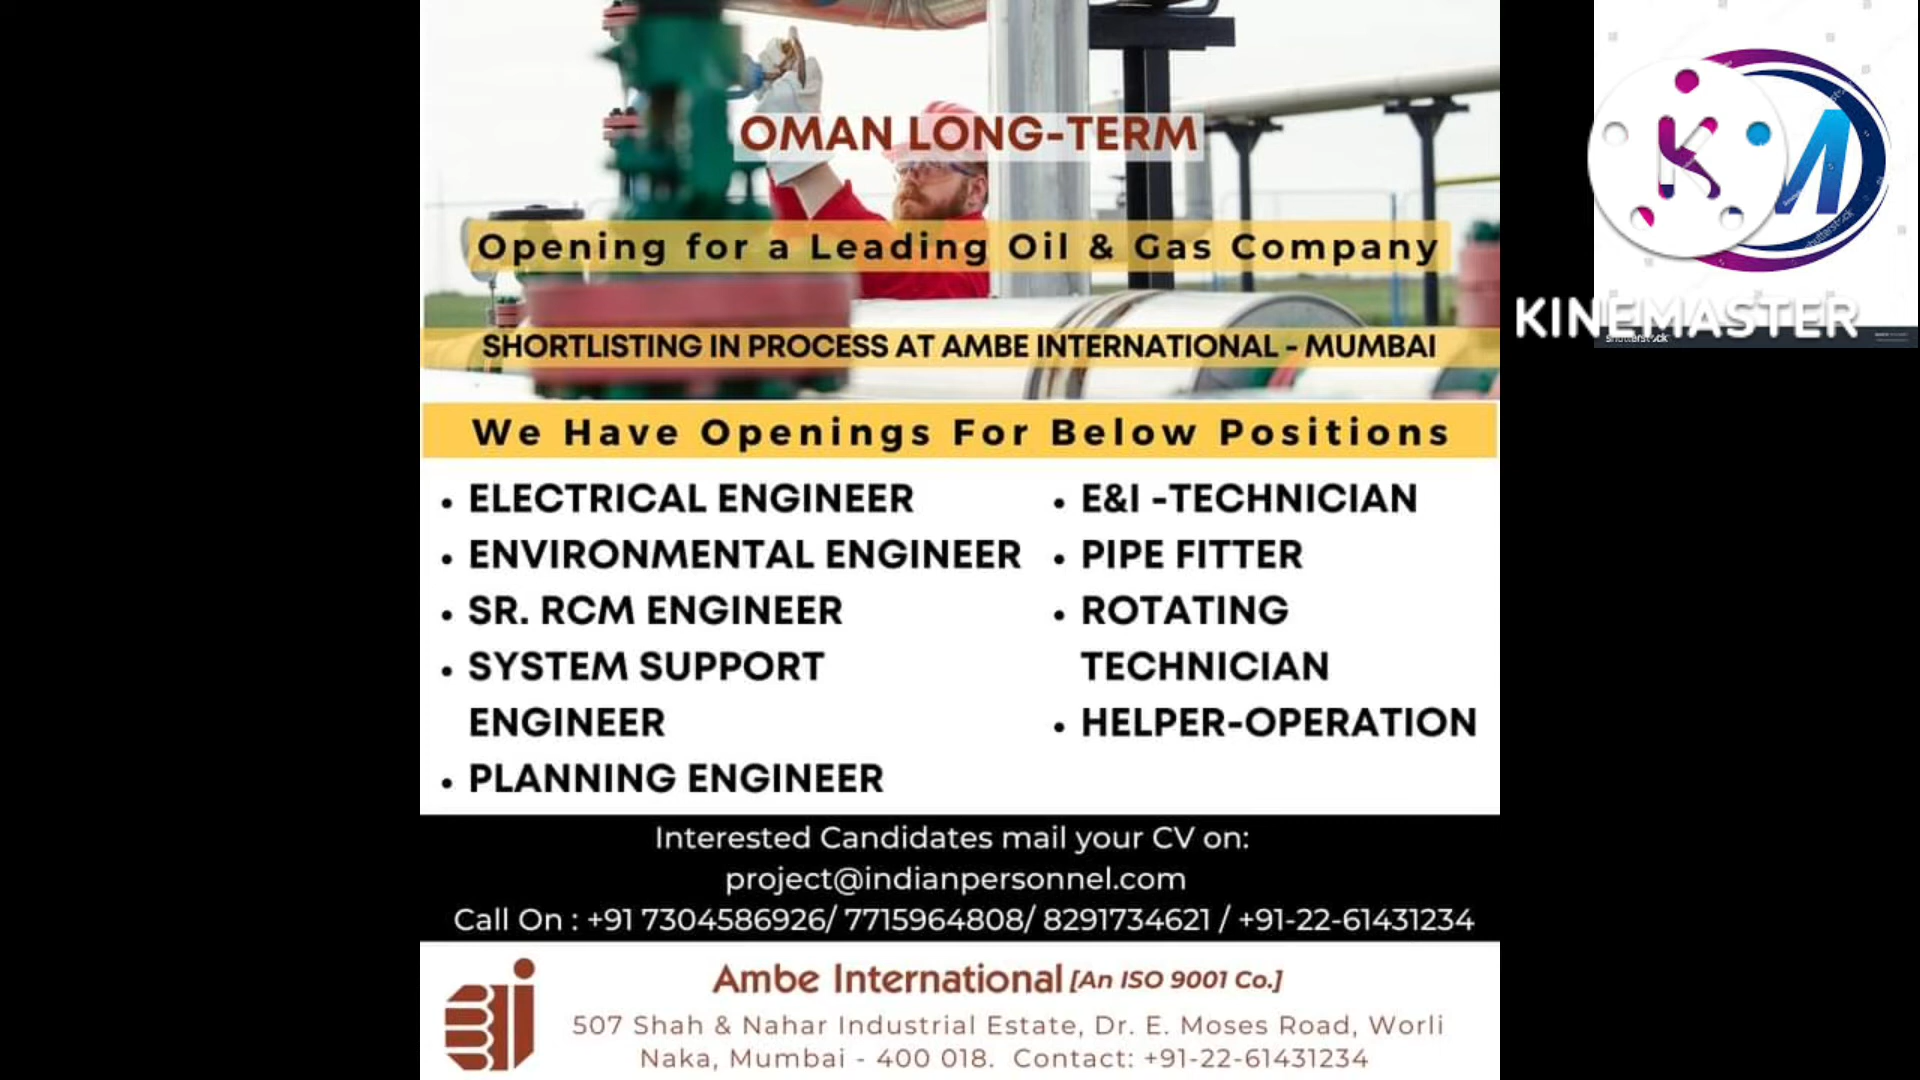 OMAN LONG-TERM
Opening for a Leading Oil & Gas Company
SHORTLISTING IN PROCESS AT AMBE INTERNATIONAL - MUMBAI
We Have Openings For Below Positions
• ELECTRICAL ENGINEER
• ENVIRONMENTAL ENGINEER
• SR. RCM ENGINEER
• SYSTEM SUPPORT
ENGINEER
• PLANNING ENGINEER
• E&I -TECHNICIAN
• PIPE FITTER
• ROTATING
TECHNICIAN
• HELPER-OPERATION
Interested Candidates mail your CV on:
project@indianpersonnel.com
Call On : +91 7304586926/ 7715964808/ 8291734621 / +91-22-61431234
Ambe International [An ISO 9001 Co.]
507 Shah & Nahar Industrial Estate, Dr. E. Moses Road, Worli
Naka, Mumbai - 400 018. Contact: +91-22-61431234
K M
KINEMASTER
shutterstock